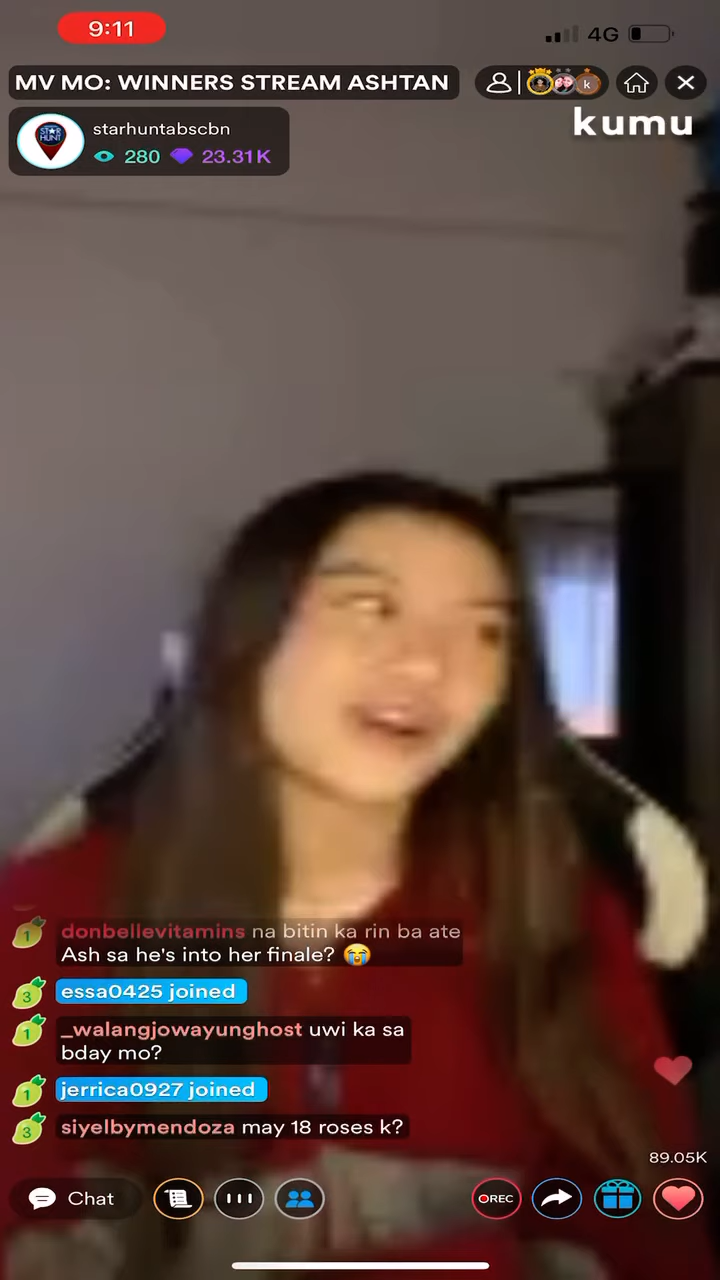 9:11
4G
MV MO: WINNERS STREAM ASHTAN
k
kumu
STAR HUNT
starhuntabscbn
280 23.31K
donbellevitamins na bitin ka rin ba ate
Ash sa he's into her finale? 😭
1
essa0425 joined
3
_walangjowayunghost uwi ka sa
bday mo?
1
jerrica0927 joined
1
siyelbymendoza may 18 roses k?
3
89.05K
Chat
REC